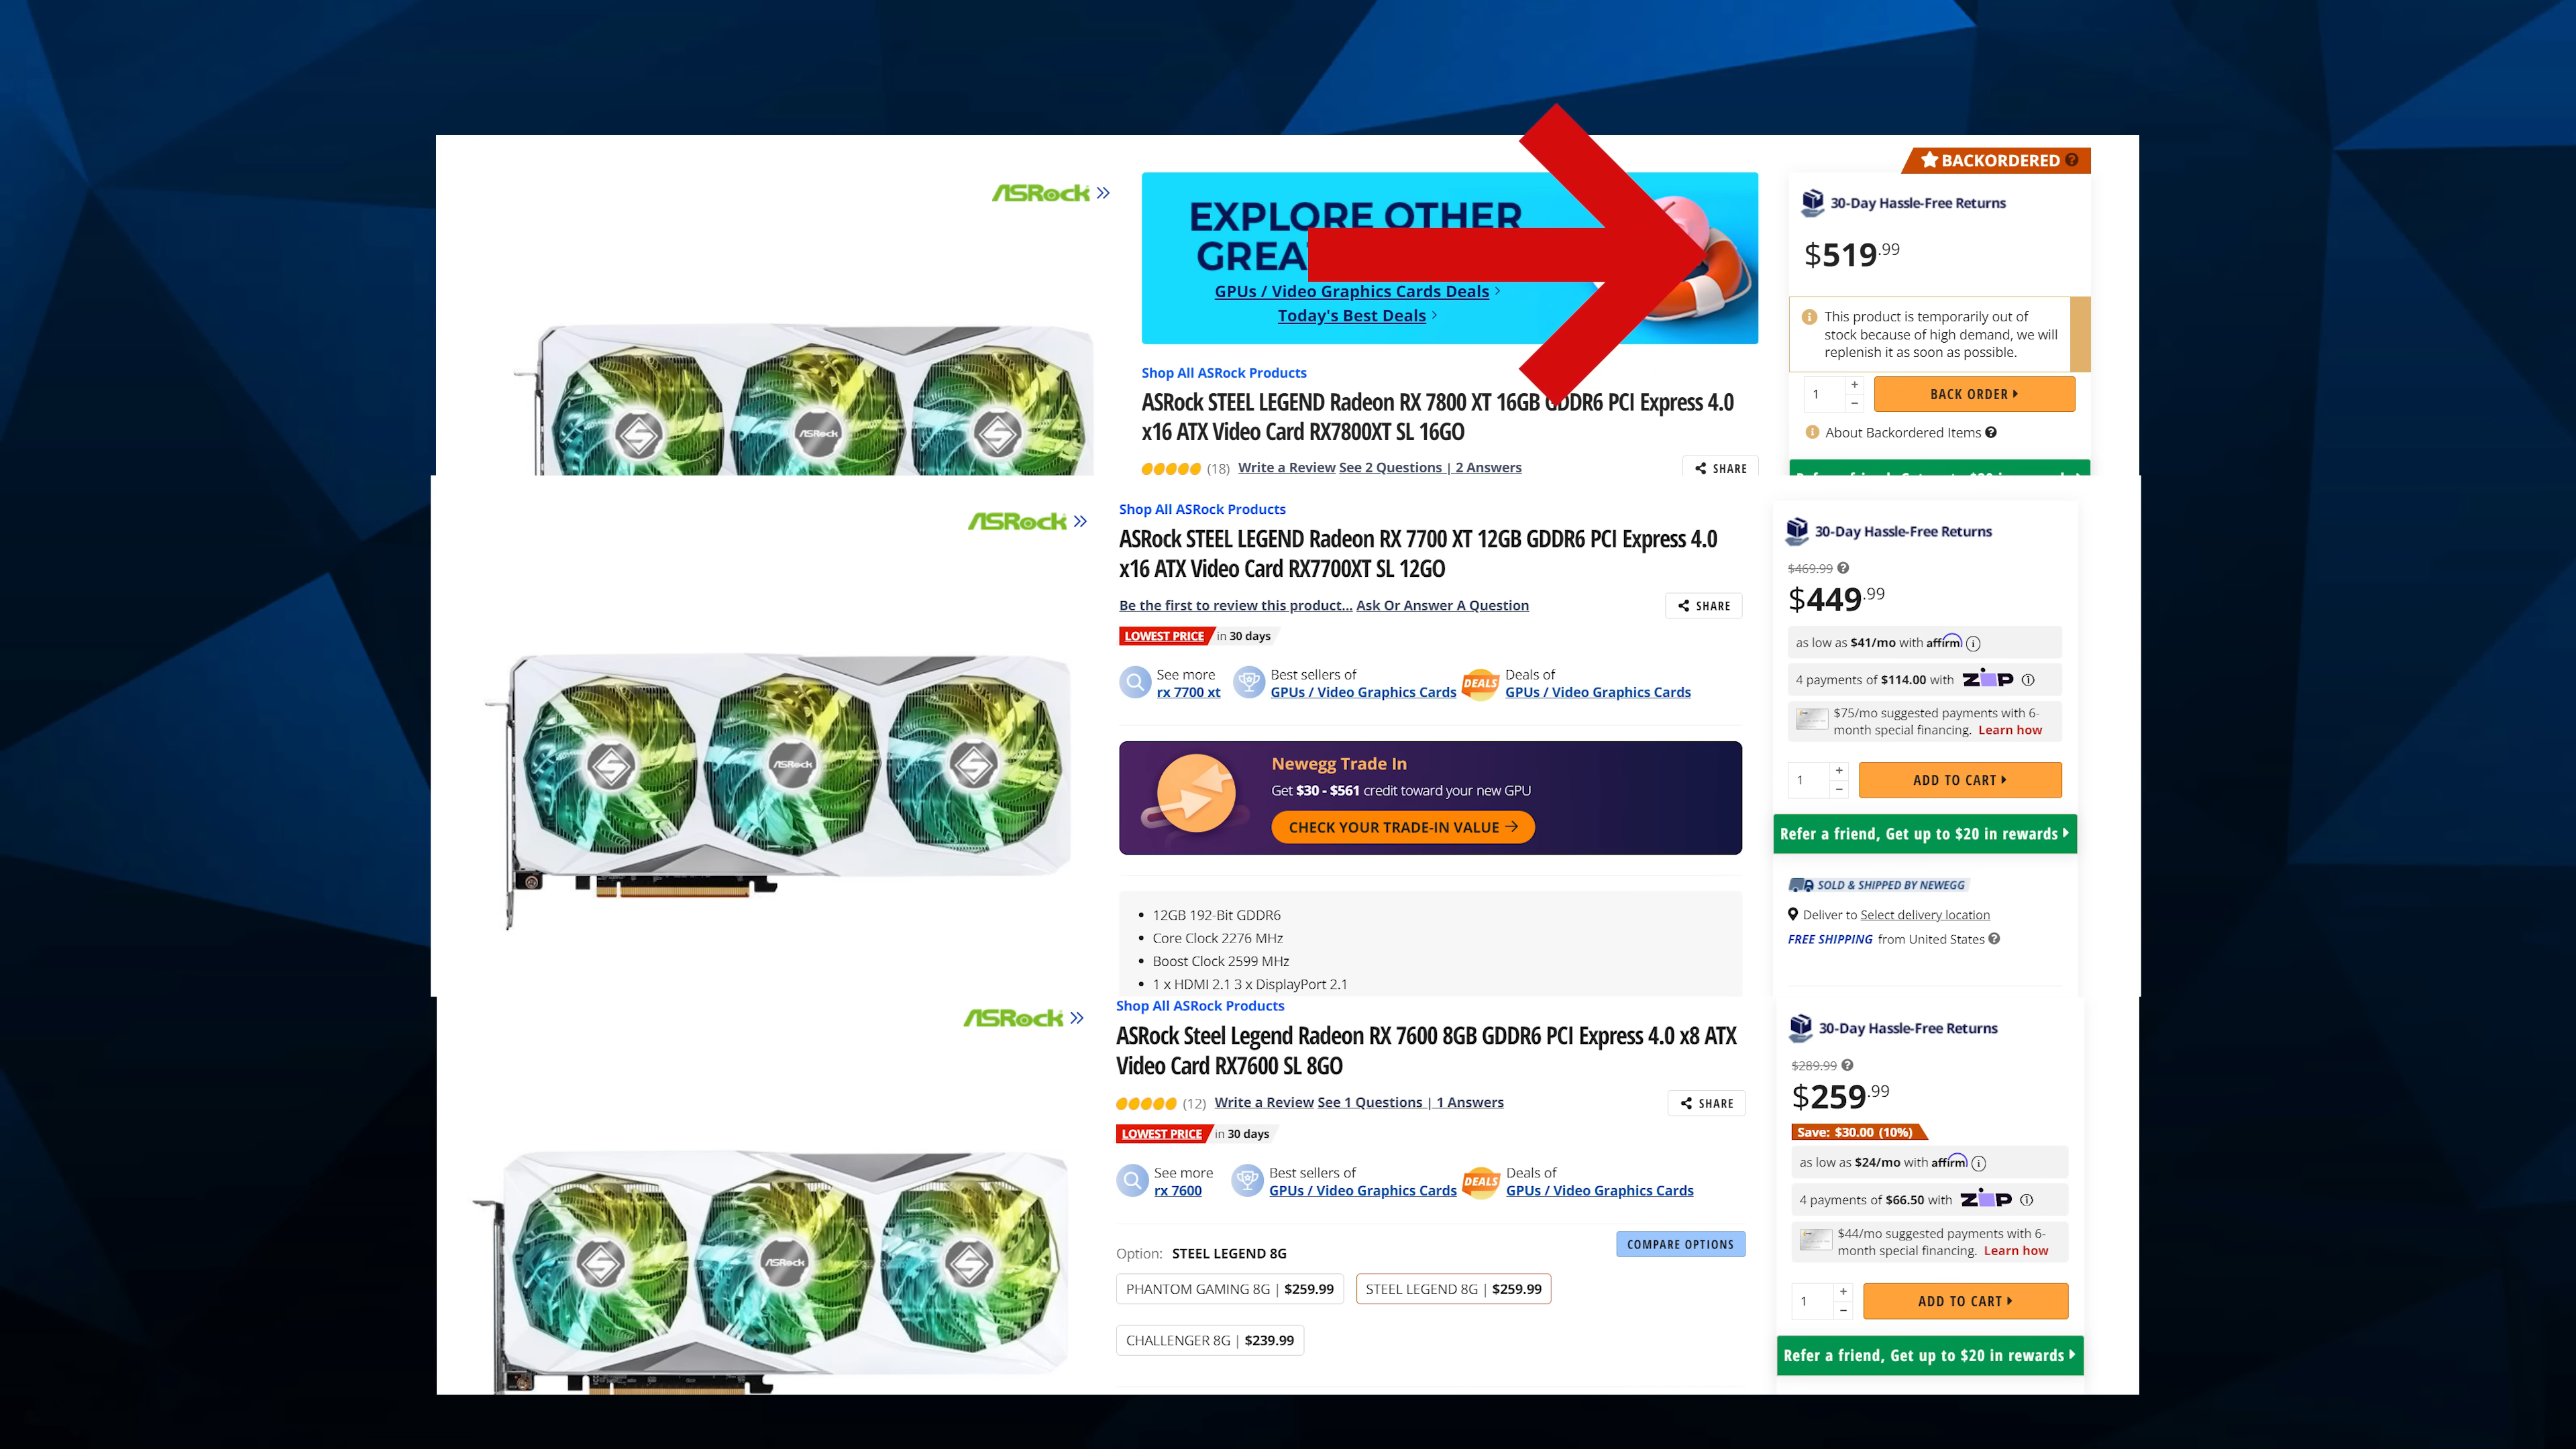 BACKORDERED
ASRock
EXPLORE OTHER
GREA
GPUs / Video Graphics Cards Deals
Today's Best Deals
30-Day Hassle-Free Returns
$519.99
This product is temporarily out of
stock because of high demand, we will
replenish it as soon as possible.
1 + −
BACK ORDER
About Backordered Items
Shop All ASRock Products
ASRock STEEL LEGEND Radeon RX 7800 XT 16GB GDDR6 PCI Express 4.0
x16 ATX Video Card RX7800XT SL 16GO
(18) Write a Review See 2 Questions | 2 Answers
SHARE
ASRock
ASRock
Shop All ASRock Products
ASRock STEEL LEGEND Radeon RX 7700 XT 12GB GDDR6 PCI Express 4.0
x16 ATX Video Card RX7700XT SL 12GO
Be the first to review this product... Ask Or Answer A Question
SHARE
LOWEST PRICE in 30 days
See more
rx 7700 xt
Best sellers of
GPUs / Video Graphics Cards
DEALS
Deals of
GPUs / Video Graphics Cards
Newegg Trade In
Get $30 - $561 credit toward your new GPU
CHECK YOUR TRADE-IN VALUE
12GB 192-Bit GDDR6
Core Clock 2276 MHz
Boost Clock 2599 MHz
1 x HDMI 2.1 3 x DisplayPort 2.1
ASRock
30-Day Hassle-Free Returns
$469.99
$449.99
as low as $41/mo with affirm
4 payments of $114.00 with ZIP
$75/mo suggested payments with 6-
month special financing. Learn how
1 + −
ADD TO CART
Refer a friend, Get up to $20 in rewards
SOLD & SHIPPED BY NEWEGG
Deliver to Select delivery location
FREE SHIPPING from United States
ASRock
Shop All ASRock Products
ASRock Steel Legend Radeon RX 7600 8GB GDDR6 PCI Express 4.0 x8 ATX
Video Card RX7600 SL 8GO
(12) Write a Review See 1 Questions | 1 Answers
SHARE
LOWEST PRICE in 30 days
See more
rx 7600
Best sellers of
GPUs / Video Graphics Cards
DEALS
Deals of
GPUs / Video Graphics Cards
Option: STEEL LEGEND 8G
COMPARE OPTIONS
PHANTOM GAMING 8G | $259.99
STEEL LEGEND 8G | $259.99
CHALLENGER 8G | $239.99
ASRock
30-Day Hassle-Free Returns
$289.99
$259.99
Save: $30.00 (10%)
as low as $24/mo with affirm
4 payments of $66.50 with ZIP
$44/mo suggested payments with 6-
month special financing. Learn how
1 + −
ADD TO CART
Refer a friend, Get up to $20 in rewards